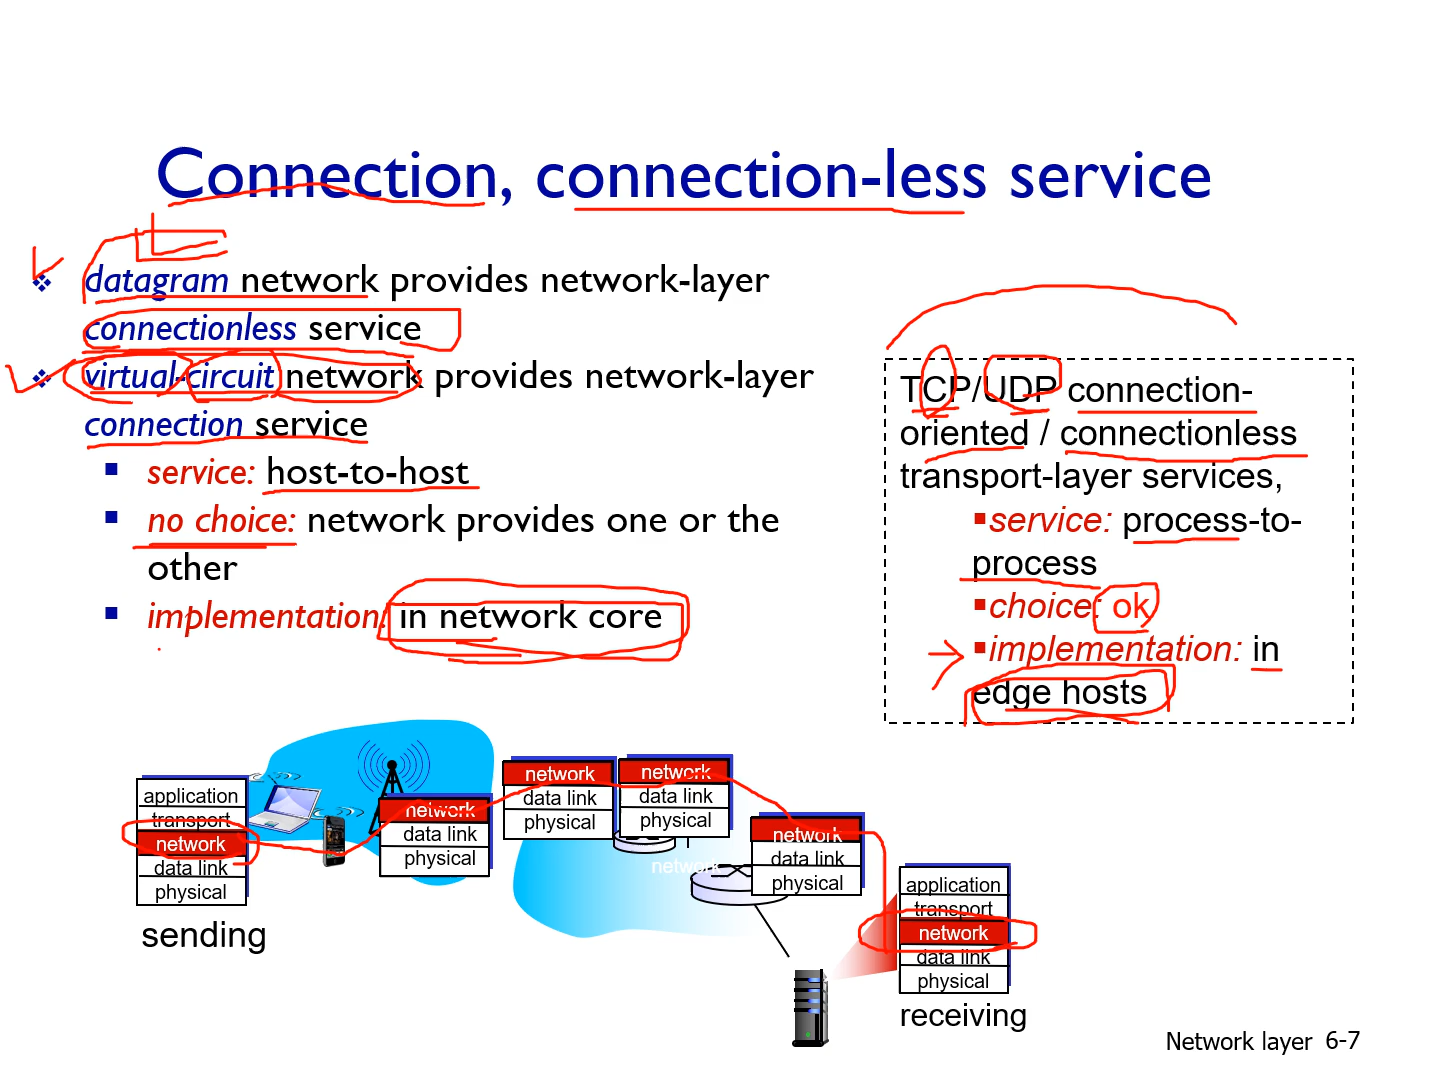 Connection, connection-less service
datagram network provides network-layer
connectionless service
virtual-circuit network provides network-layer
connection service
service: host-to-host
no choice: network provides one or the
other
implementation: in network core
TCP/UDP connection-
oriented / connectionless
transport-layer services,
service: process-to-
process
choice: ok
implementation: in
edge hosts
application
transport
network
data link
physical
sending
network
data link
physical
network
data link
physical
network
data link
physical
network
network
data link
physical
application
transport
network
data link
physical
receiving
Network layer 6-7